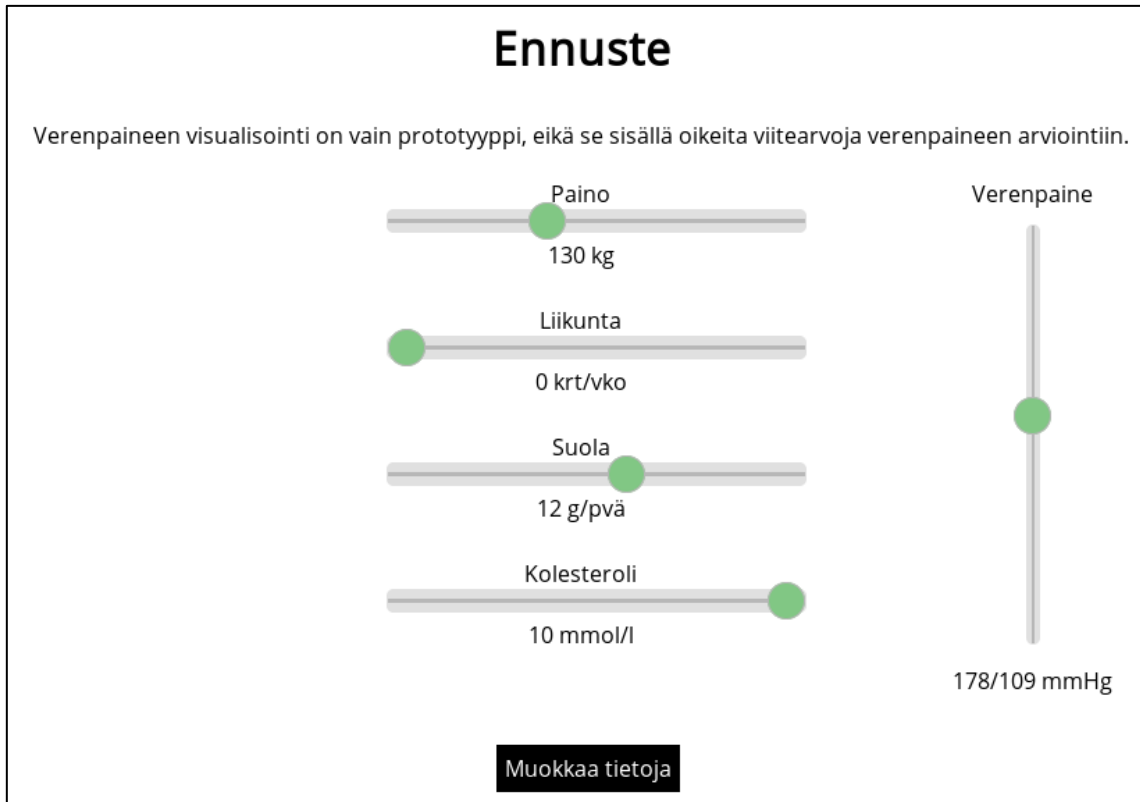 Ennuste
Verenpaineen visualisointi on vain prototyyppi, eikä se sisällä oikeita viitearvoja verenpaineen arviointiin.
Paino
130 kg
Liikunta
0 krt/vko
Suola
12 g/pvä
Kolesteroli
10 mmol/l
Verenpaine
178/109 mmHg
Muokkaa tietoja